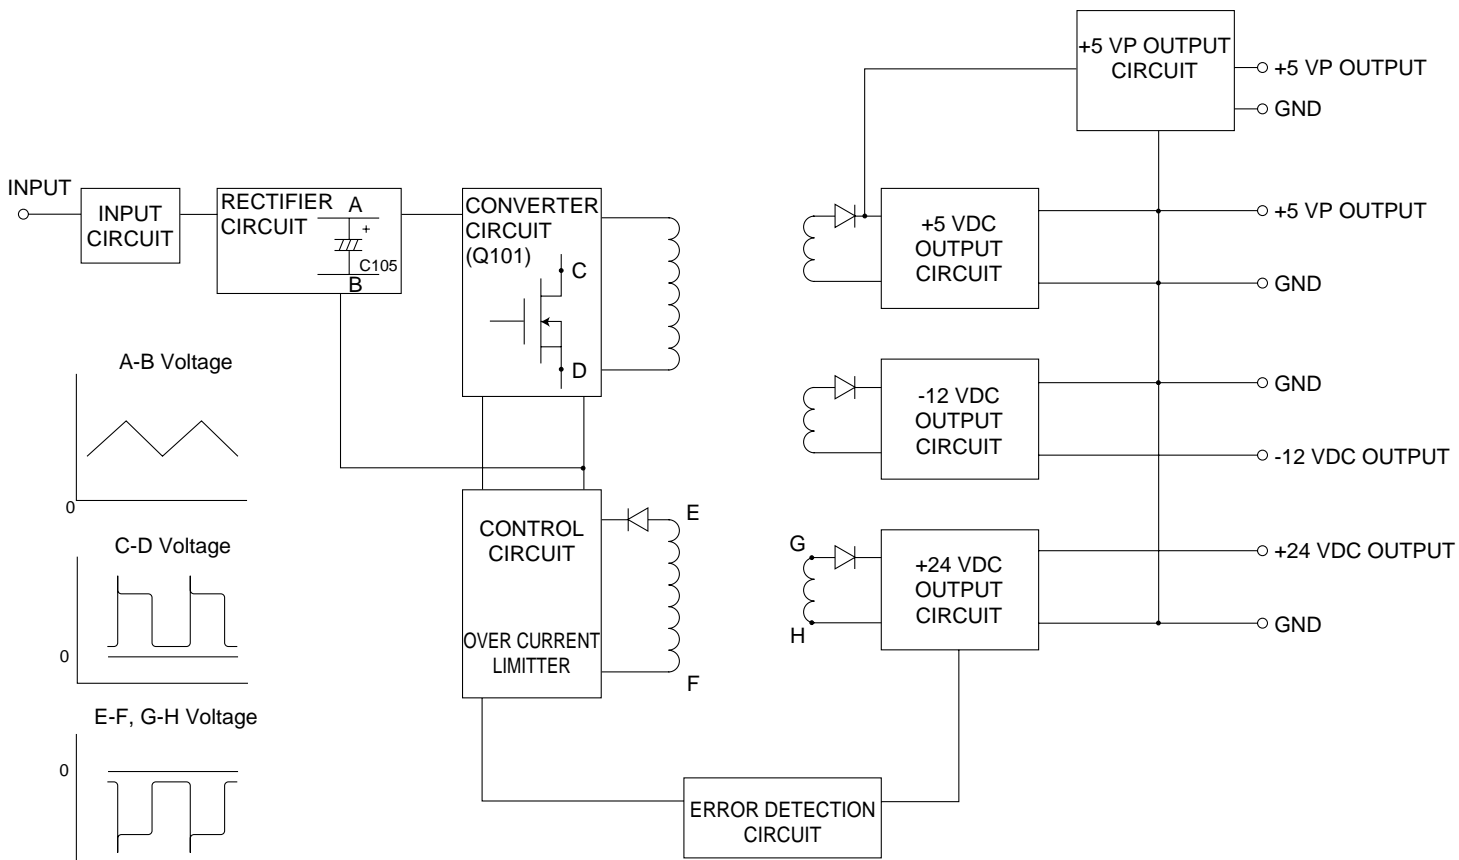 +5 VP OUTPUT
CIRCUIT
+5 VP OUTPUT
GND
INPUT
INPUT
CIRCUIT
RECTIFIER
CIRCUIT
A
+
C105
B
CONVERTER
CIRCUIT
(Q101)
C
D
+5 VDC
OUTPUT
CIRCUIT
+5 VP OUTPUT
GND
A-B Voltage
0
-12 VDC
OUTPUT
CIRCUIT
GND
-12 VDC OUTPUT
C-D Voltage
0
CONTROL
CIRCUIT
OVER CURRENT
LIMITTER
E
F
G
H
+24 VDC
OUTPUT
CIRCUIT
+24 VDC OUTPUT
GND
E-F, G-H Voltage
0
ERROR DETECTION
CIRCUIT